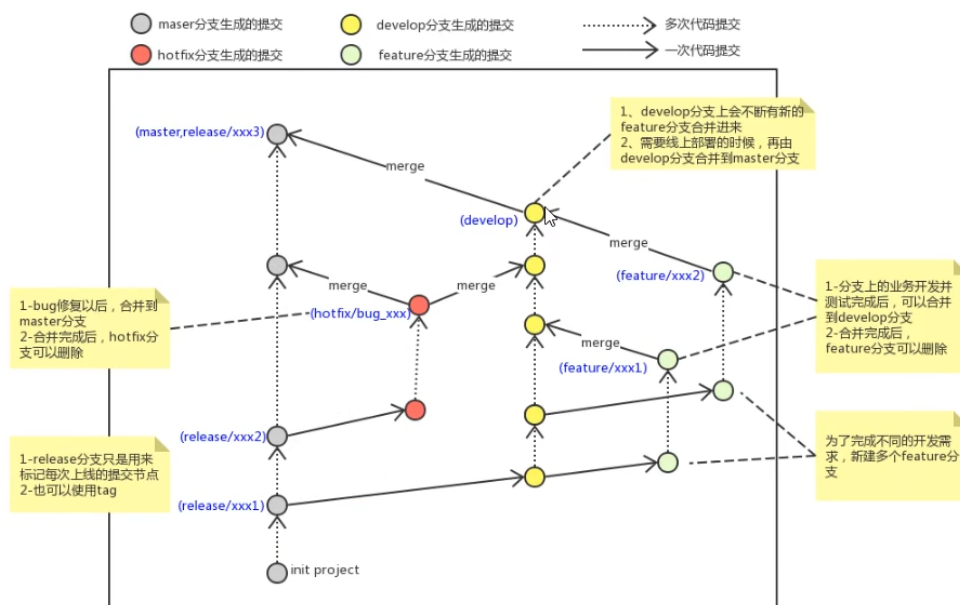 maser分支生成的提交
develop分支生成的提交
多次代码提交
hotfix分支生成的提交
feature分支生成的提交
一次代码提交
1、develop分支上会不断有新的
feature分支合并进来
2、需要线上部署的时候，再由
develop分支合并到master分支
(master,release/xxx3)
merge
(develop)
merge
(feature/xxx2)
merge
merge
1-分支上的业务开发并
测试完成后，可以合并
到develop分支
2-合并完成后，
feature分支可以删除
1-bug修复以后，合并到
master分支
2-合并完成后，hotfix分
支可以删除
(hotfix/bug_xxx)
merge
(feature/xxx1)
(release/xxx2)
为了完成不同的开发需
求，新建多个feature分
支
1-release分支只是用来
标记每次上线的提交节点
2-也可以使用tag
(release/xxx1)
init project